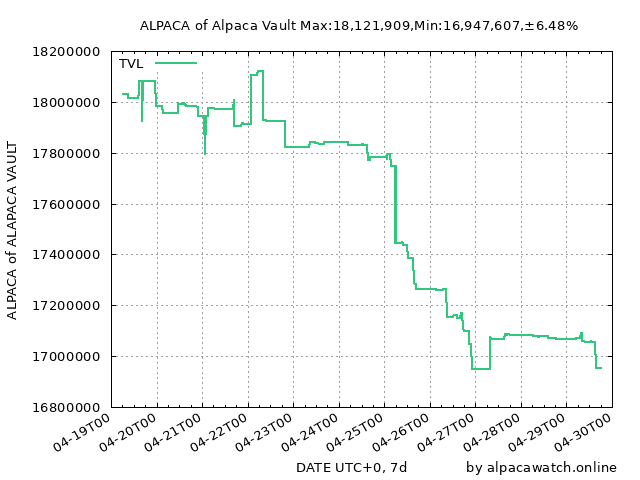 ALPACA of Alpaca Vault Max:18,121,909,Min:16,947,607,±6.48%
TVL
18200000
18000000
17800000
17600000
17400000
17200000
17000000
16800000
ALPACA of ALAPACA VAULT
04-19T00
04-20T00
04-21T00
04-22T00
04-23T00
04-24T00
04-25T00
04-26T00
04-27T00
04-28T00
04-29T00
04-30T00
DATE UTC+0, 7d
by alpacawatch.online